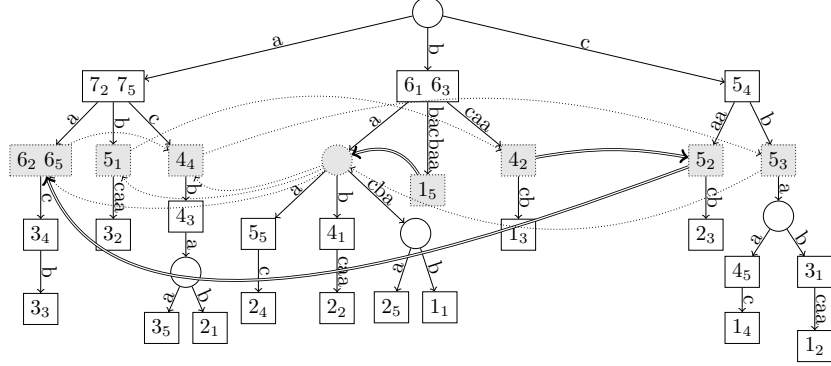 a
b
c
7₂ 7₅
6₁ 6₃
5₄
a
b
c
a
bacbaa
caa
aa
b
6₂ 6₅
5₁
4₄
1₅
4₂
5₂
5₃
c
caa
b
a
b
cba
cb
cb
a
3₄
3₂
4₃
5₅
4₁
1₃
2₃
b
a
c
caa
a
b
a
b
3₃
2₄
2₂
2₅
1₁
4₅
3₁
a
b
c
caa
3₅
2₁
1₄
1₂